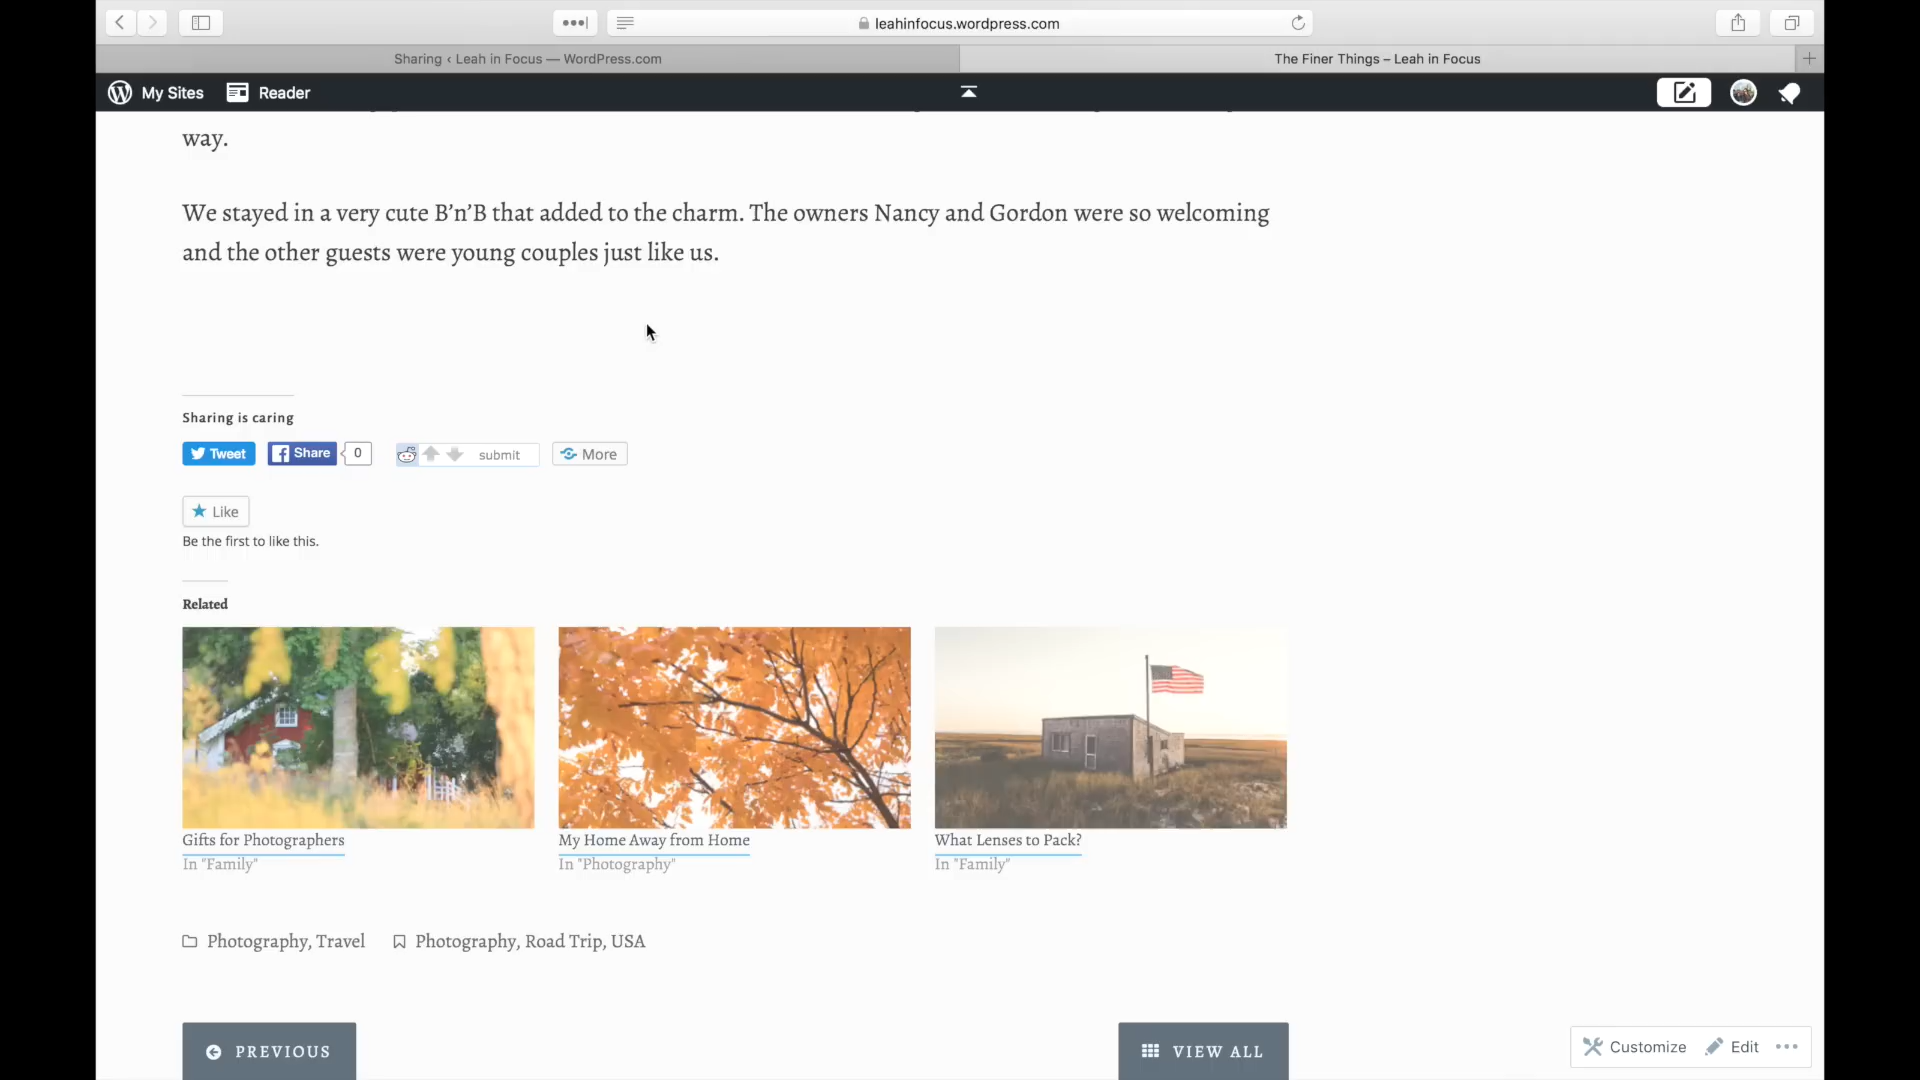 leahinfocus.wordpress.com
Sharing ‹ Leah in Focus — WordPress.com
The Finer Things – Leah in Focus
My Sites
Reader
way.
We stayed in a very cute B’n’B that added to the charm. The owners Nancy and Gordon were so welcoming
and the other guests were young couples just like us.
Sharing is caring
Tweet
Share
0
submit
More
Like
Be the first to like this.
Related
Gifts for Photographers
In "Family"
My Home Away from Home
In "Photography"
What Lenses to Pack?
In "Family"
Photography, Travel
Photography, Road Trip, USA
PREVIOUS
VIEW ALL
Customize
Edit